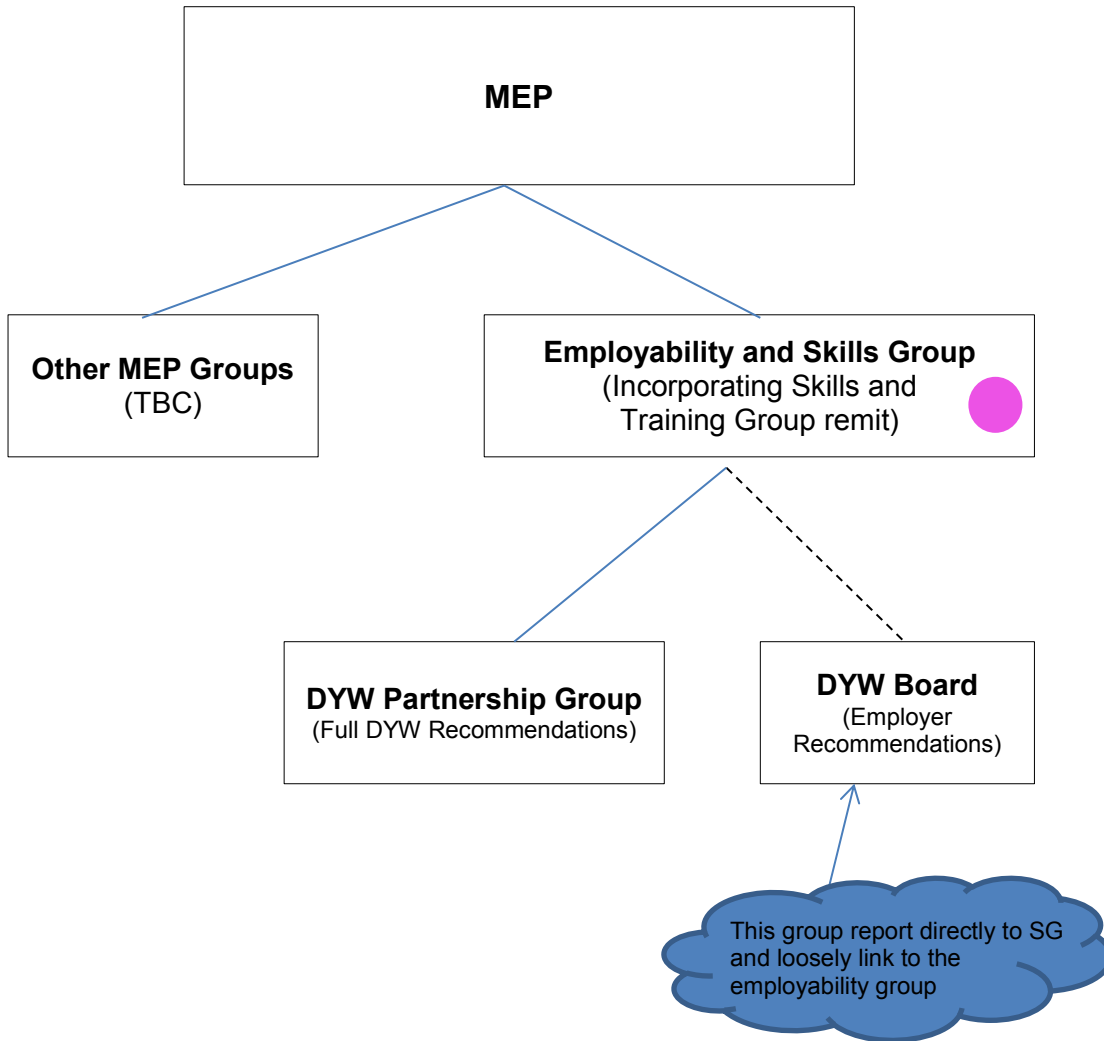 MEP
Other MEP Groups
(TBC)
Employability and Skills Group
(Incorporating Skills and
Training Group remit)
DYW Partnership Group
(Full DYW Recommendations)
DYW Board
(Employer
Recommendations)
This group report directly to SG
and loosely link to the
employability group